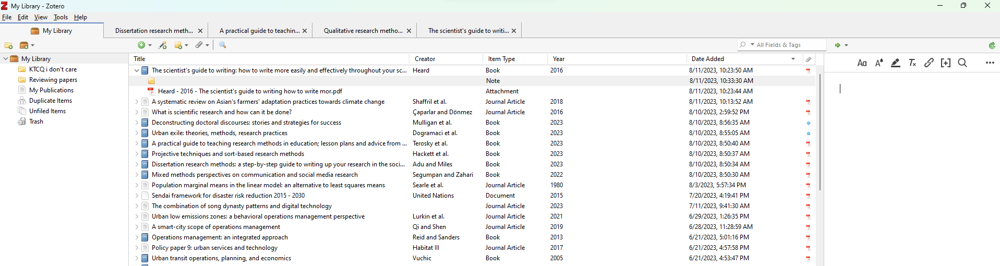 My Library - Zotero
File Edit View Tools Help
My Library Dissertation research meth... A practical guide to teachin... Qualitative research metho... The scientist's guide to writi...
All Fields & Tags
My Library
KTCQ i don't care
Reviewing papers
My Publications
Duplicate Items
Unfiled Items
Trash
Title Creator Item Type Year Date Added
The scientist's guide to writing: how to write more easily and effectively throughout your sc... Heard Book 2016 8/11/2023, 10:23:50 AM
Note 8/11/2023, 10:33:30 AM
Heard - 2016 - The scientist's guide to writing how to write mor.pdf Attachment 8/11/2023, 10:23:44 AM
A systematic review on Asian's farmers' adaptation practices towards climate change Shaffril et al. Journal Article 2018 8/11/2023, 10:13:52 AM
What is scientific research and how can it be done? Çaparlar and Dönmez Journal Article 2016 8/10/2023, 2:59:52 PM
Deconstructing doctoral discourses: stories and strategies for success Mulligan et al. Book 2023 8/10/2023, 8:56:35 AM
Urban exile: theories, methods, research practices Dogramaci et al. Book 2023 8/10/2023, 8:55:05 AM
A practical guide to teaching research methods in education; lesson plans and advice from ... Terosky et al. Book 2023 8/10/2023, 8:50:40 AM
Projective techniques and sort-based research methods Hackett et al. Book 2023 8/10/2023, 8:50:37 AM
Dissertation research methods: a step-by-step guide to writing up your research in the soci... Adu and Miles Book 2023 8/10/2023, 8:50:34 AM
Mixed methods perspectives on communication and social media research Segumpan and Zahari Book 2022 8/10/2023, 8:50:30 AM
Population marginal means in the linear model: an alternative to least squares means Searle et al. Journal Article 1980 8/3/2023, 5:57:34 PM
Sendai framework for disaster risk reduction 2015 - 2030 United Nations Document 2015 7/20/2023, 4:19:41 PM
The combination of song dynasty patterns and digital technology Journal Article 2023 7/11/2023, 9:41:30 AM
Urban low emissions zones: a behavioral operations management perspective Lurkin et al. Journal Article 2021 6/29/2023, 1:26:35 PM
A smart-city scope of operations management Qi and Shen Journal Article 2019 6/28/2023, 11:28:59 AM
Operations management: an integrated approach Reid and Sanders Book 2013 6/21/2023, 5:01:16 PM
Policy paper 9: urban services and technology Habitat III Journal Article 2017 6/21/2023, 4:57:58 PM
Urban transit operations, planning, and economics Vuchic Book 2005 6/21/2023, 4:53:47 PM